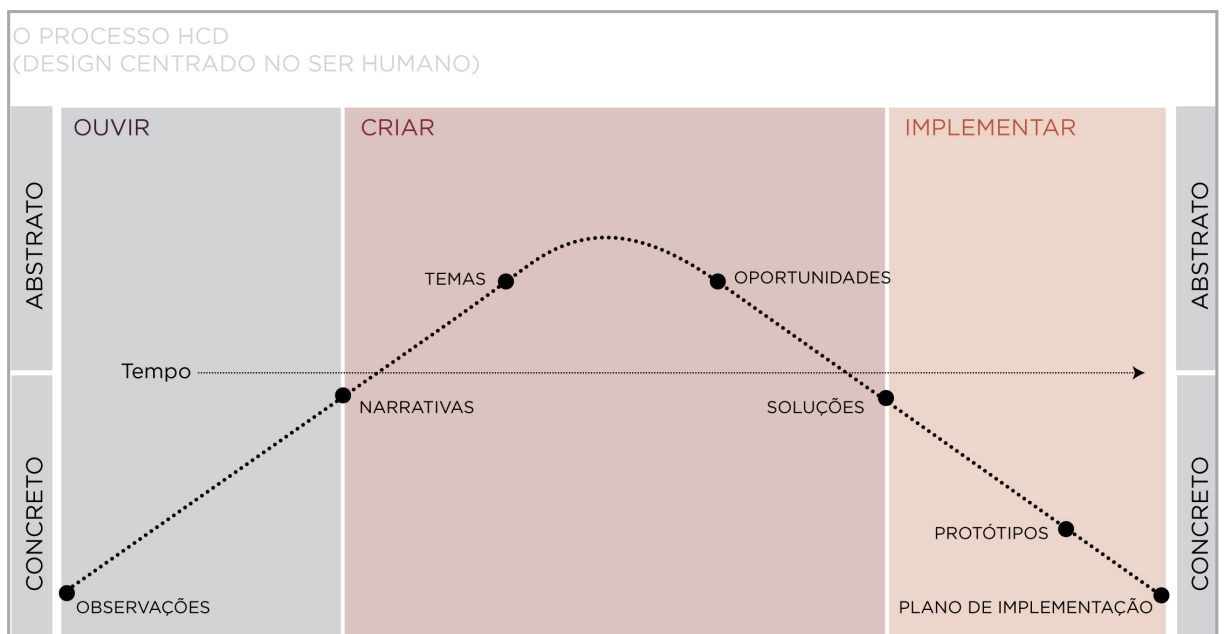 O PROCESSO HCD
(DESIGN CENTRADO NO SER HUMANO)
OUVIR
CRIAR
IMPLEMENTAR
ABSTRATO
ABSTRATO
TEMAS
OPORTUNIDADES
Tempo
NARRATIVAS
SOLUÇÕES
CONCRETO
CONCRETO
PROTÓTIPOS
OBSERVAÇÕES
PLANO DE IMPLEMENTAÇÃO